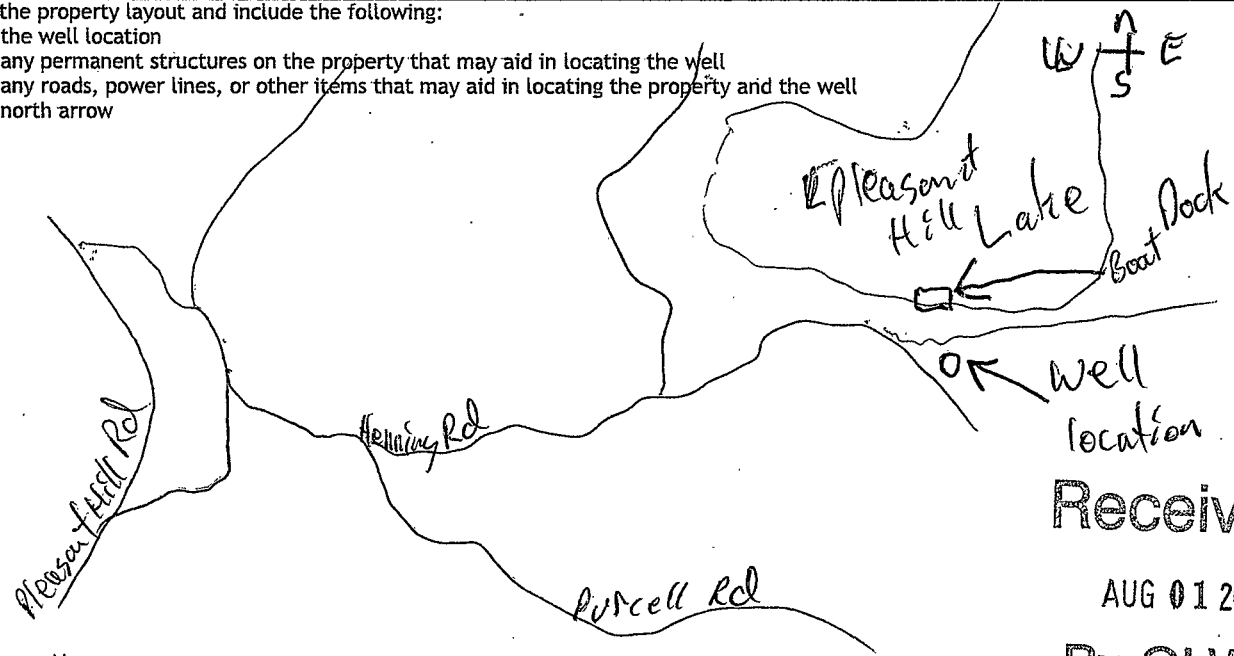 the property layout and include the following:
the well location
any permanent structures on the property that may aid in locating the well
any roads, power lines, or other items that may aid in locating the property and the well
north arrow
n
W E
S
Pleasant
Hill Lake
Boat Dock
Well
location
Henning Rd
Pleasant Hill Rd
Purcell Rd
Receiv
AUG 01 2